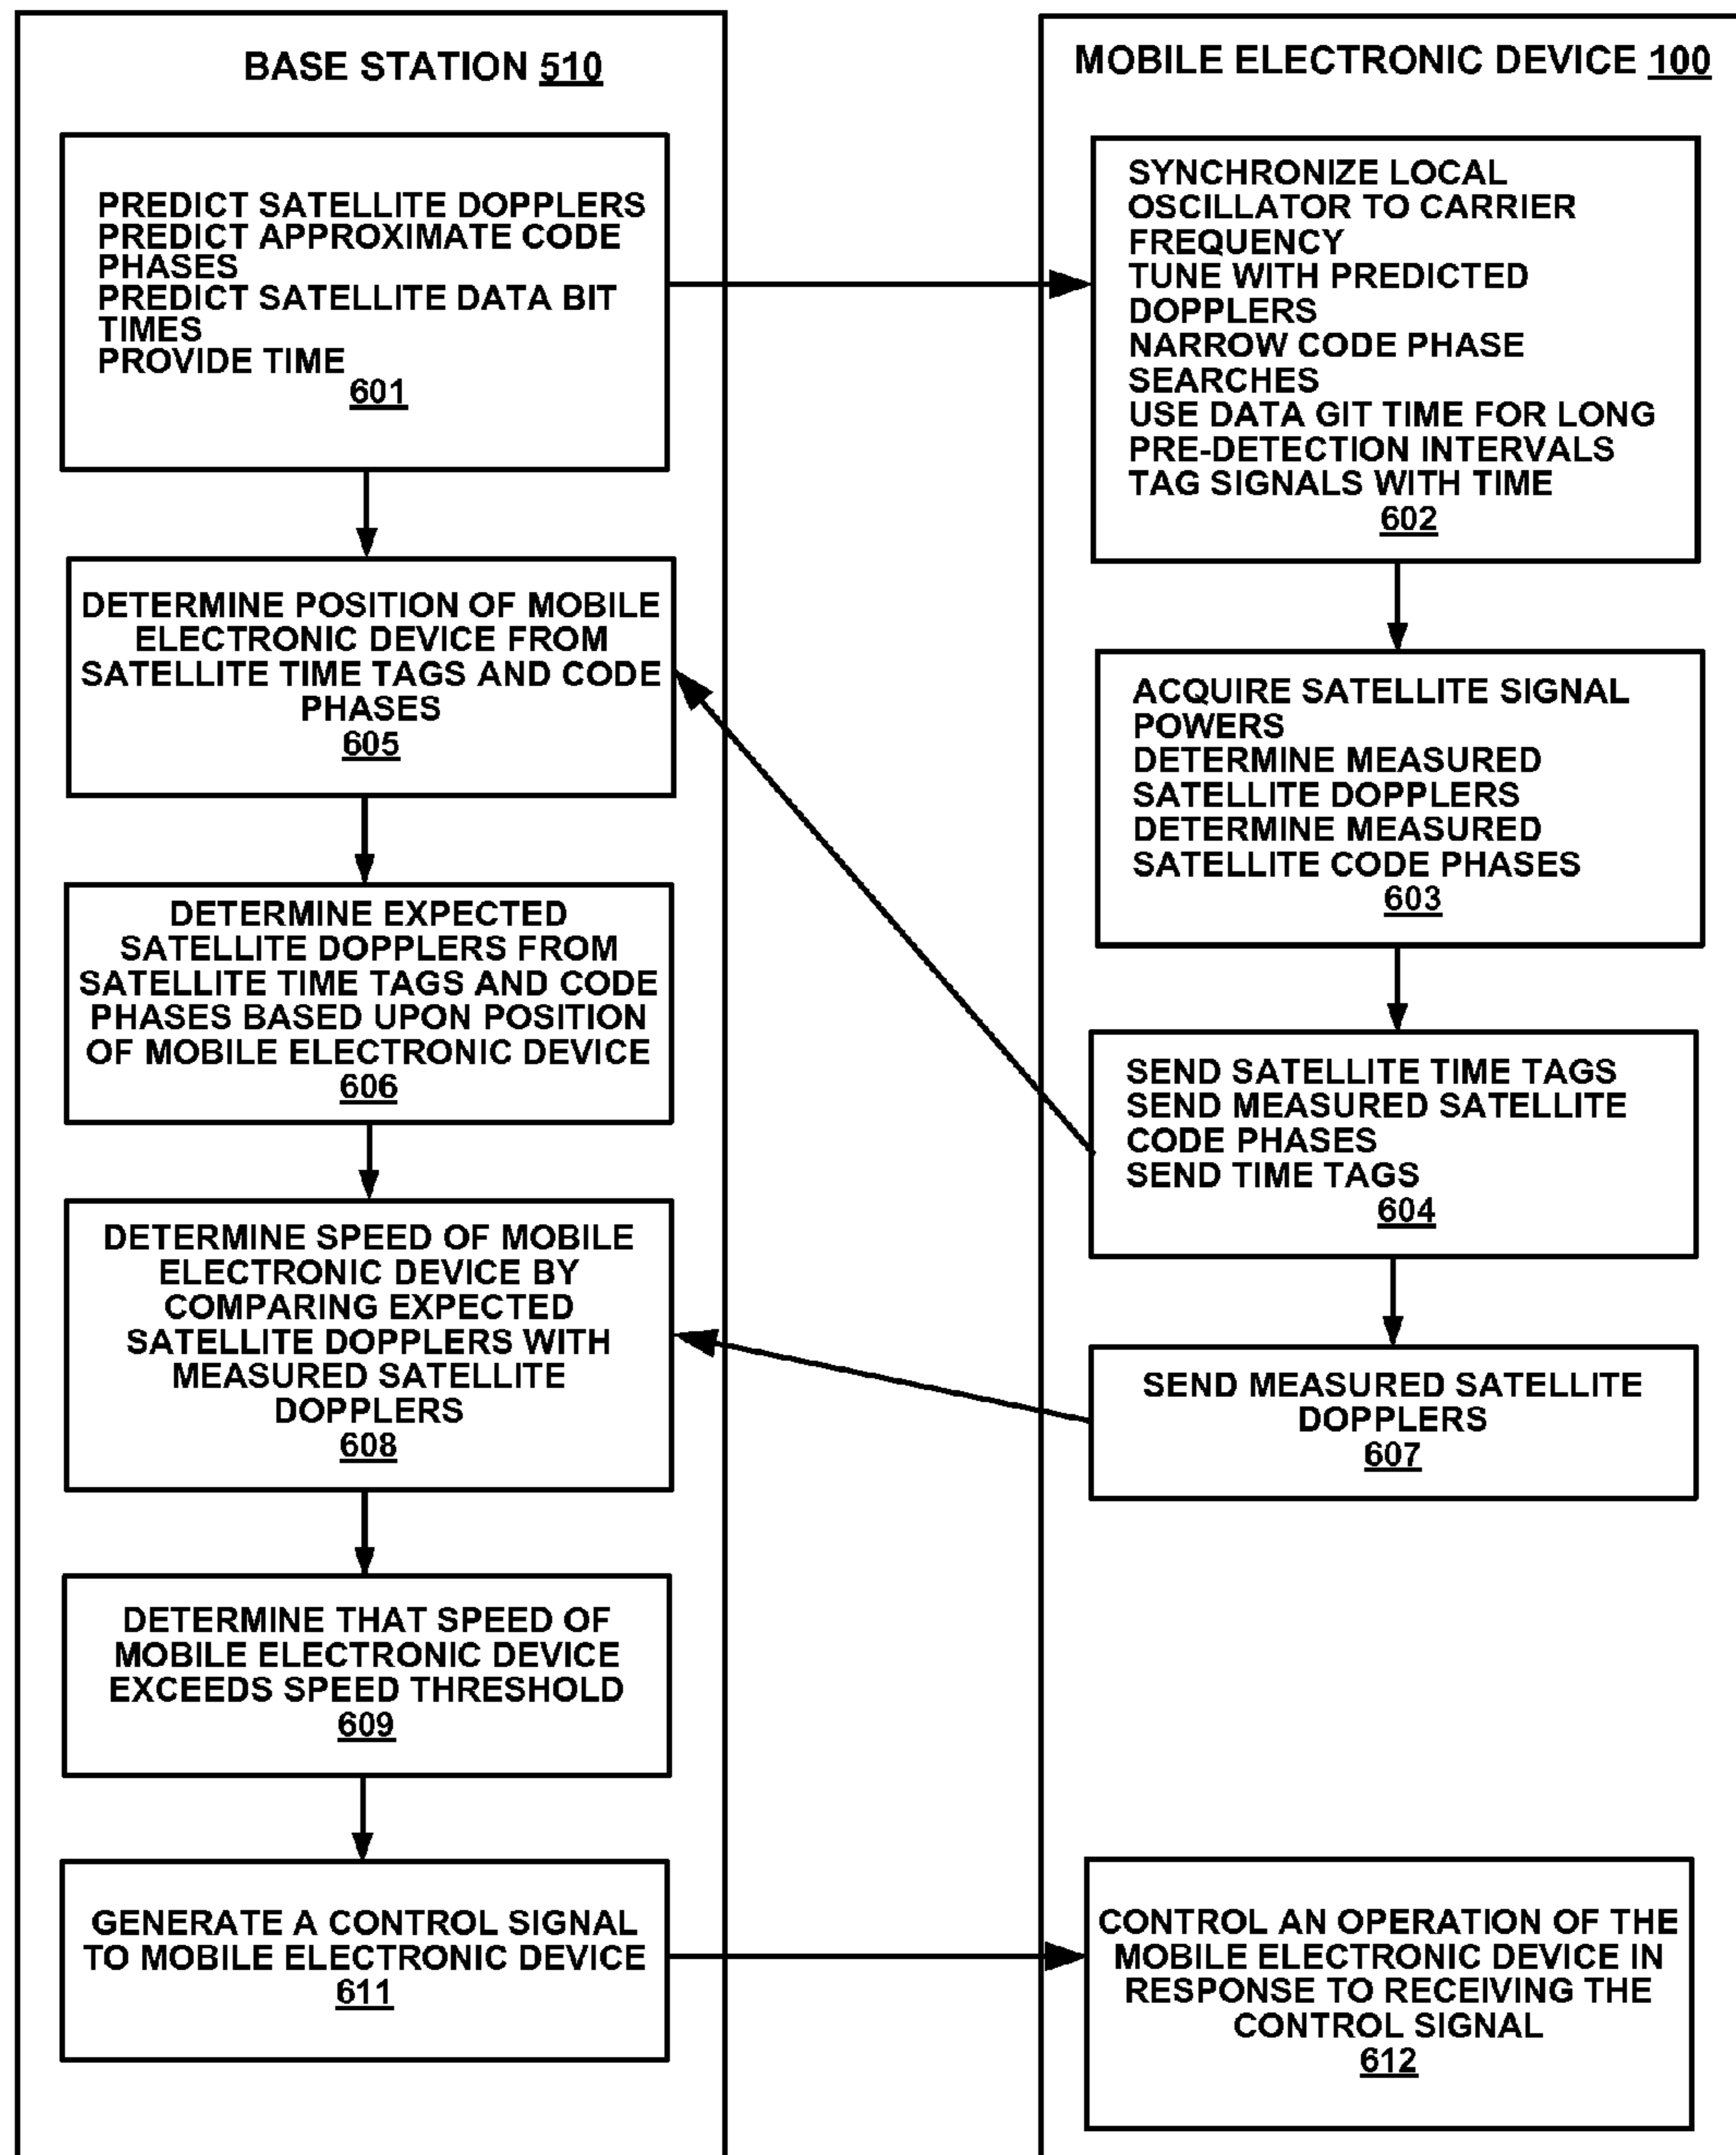 BASE STATION 510
PREDICT SATELLITE DOPPLERS
PREDICT APPROXIMATE CODE
PHASES
PREDICT SATELLITE DATA BIT
TIMES
PROVIDE TIME
601
DETERMINE POSITION OF MOBILE
ELECTRONIC DEVICE FROM
SATELLITE TIME TAGS AND CODE
PHASES
605
DETERMINE EXPECTED
SATELLITE DOPPLERS FROM
SATELLITE TIME TAGS AND CODE
PHASES BASED UPON POSITION
OF MOBILE ELECTRONIC DEVICE
606
DETERMINE SPEED OF MOBILE
ELECTRONIC DEVICE BY
COMPARING EXPECTED
SATELLITE DOPPLERS WITH
MEASURED SATELLITE
DOPPLERS
608
DETERMINE THAT SPEED OF
MOBILE ELECTRONIC DEVICE
EXCEEDS SPEED THRESHOLD
609
GENERATE A CONTROL SIGNAL
TO MOBILE ELECTRONIC DEVICE
611
MOBILE ELECTRONIC DEVICE 100
SYNCHRONIZE LOCAL
OSCILLATOR TO CARRIER
FREQUENCY
TUNE WITH PREDICTED
DOPPLERS
NARROW CODE PHASE
SEARCHES
USE DATA GIT TIME FOR LONG
PRE-DETECTION INTERVALS
TAG SIGNALS WITH TIME
602
ACQUIRE SATELLITE SIGNAL
POWERS
DETERMINE MEASURED
SATELLITE DOPPLERS
DETERMINE MEASURED
SATELLITE CODE PHASES
603
SEND SATELLITE TIME TAGS
SEND MEASURED SATELLITE
CODE PHASES
SEND TIME TAGS
604
SEND MEASURED SATELLITE
DOPPLERS
607
CONTROL AN OPERATION OF THE
MOBILE ELECTRONIC DEVICE IN
RESPONSE TO RECEIVING THE
CONTROL SIGNAL
612